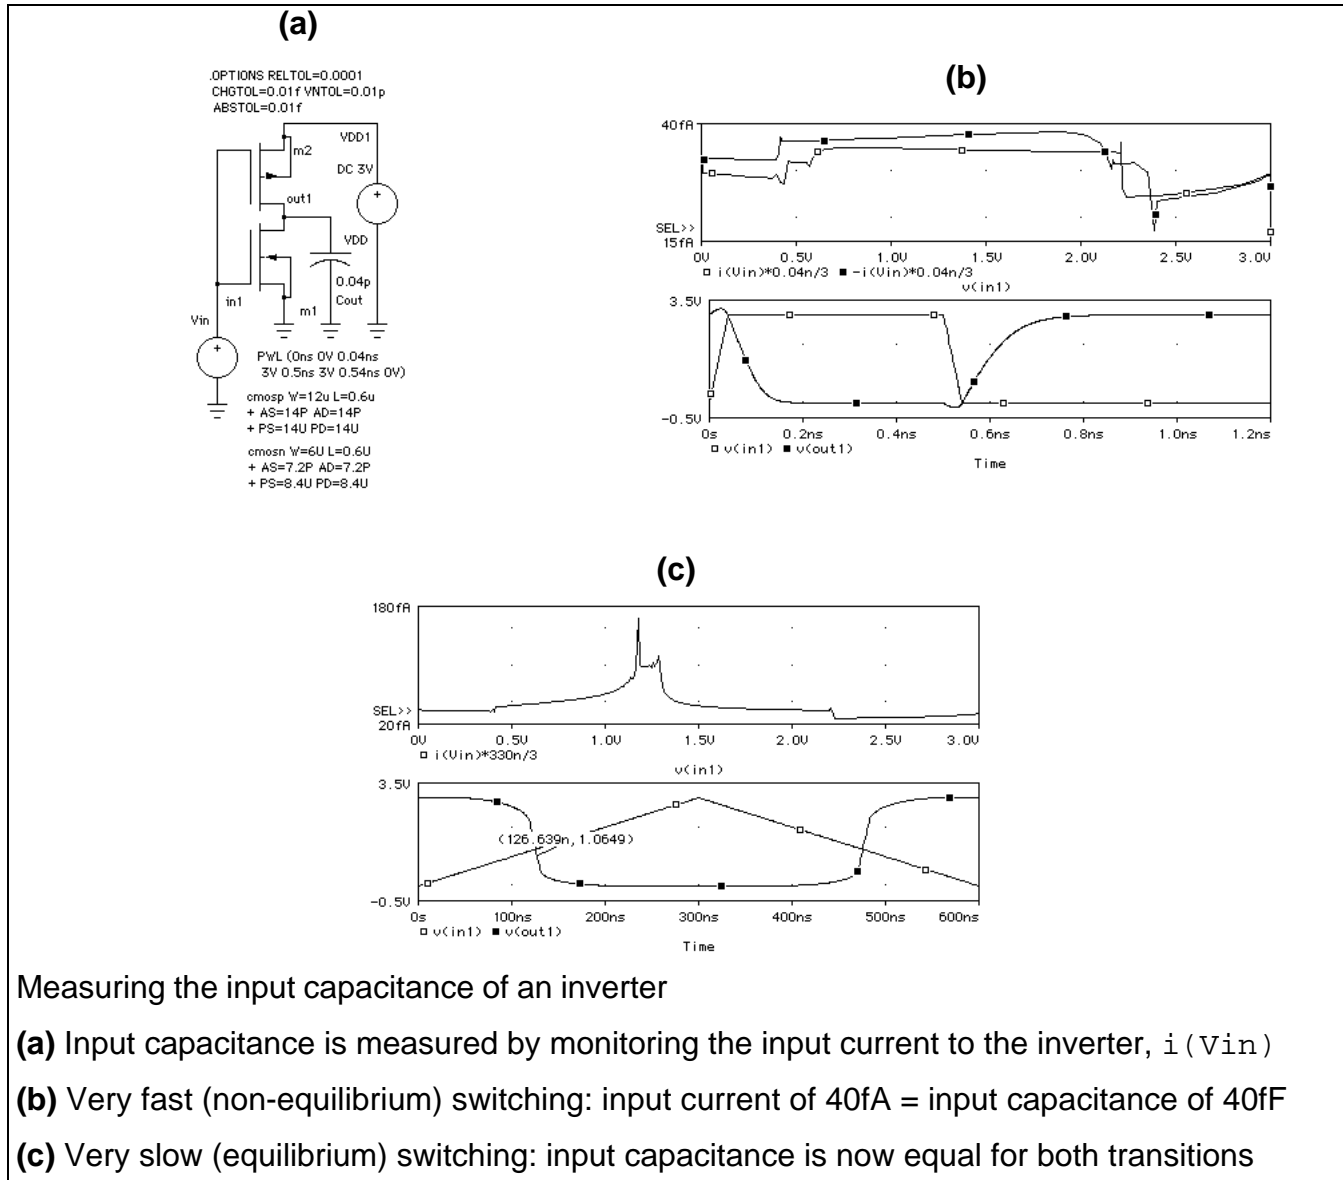 (a)
.OPTIONS RELTOL=0.0001
CHGTOL=0.01f VNTOL=0.01p
ABSTOL=0.01f
VDD1
m2
DC 3V
+
out1
VDD
0.04p
Cout
in1
m1
Vin
+
PWL (0ns 0V 0.04ns
3V 0.5ns 3V 0.54ns 0V)
cmosp W=12u L=0.6u
+ AS=14P AD=14P
+ PS=14U PD=14U
cmosn W=6U L=0.6U
+ AS=7.2P AD=7.2P
+ PS=8.4U PD=8.4U
(b)
40fA
SEL>>
15fA
0V 0.5V 1.0V 1.5V 2.0V 2.5V 3.0V
i(Vin)*0.04n/3 -i(Vin)*0.04n/3
v(in1)
3.5V
-0.5V
0s 0.2ns 0.4ns 0.6ns 0.8ns 1.0ns 1.2ns
v(in1) v(out1)
Time
(c)
180fA
SEL>>
20fA
0V 0.5V 1.0V 1.5V 2.0V 2.5V 3.0V
i(Vin)*330n/3
v(in1)
3.5V
(126.639n,1.0649)
-0.5V
0s 100ns 200ns 300ns 400ns 500ns 600ns
v(in1) v(out1)
Time
Measuring the input capacitance of an inverter
(a) Input capacitance is measured by monitoring the input current to the inverter, i(Vin)
(b) Very fast (non-equilibrium) switching: input current of 40fA = input capacitance of 40fF
(c) Very slow (equilibrium) switching: input capacitance is now equal for both transitions